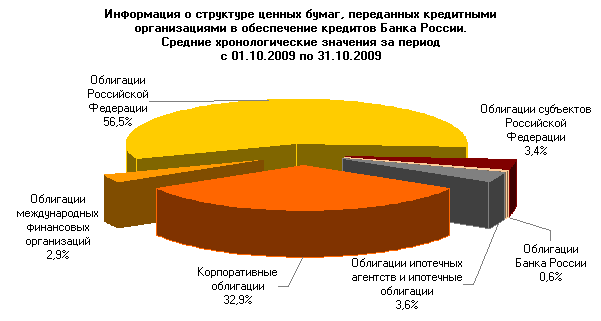 Информация о структуре ценных бумаг, переданных кредитными
организациями в обеспечение кредитов Банка России.
Средние хронологические значения за период
с 01.10.2009 по 31.10.2009
Облигации
Российской
Федерации
56,5%
Облигации субъектов
Российской
Федерации
3,4%
Облигации
международных
финансовых
организаций
2,9%
Корпоративные
облигации
32,9%
Облигации ипотечных
агентств и ипотечные
облигации
3,6%
Облигации
Банка России
0,6%